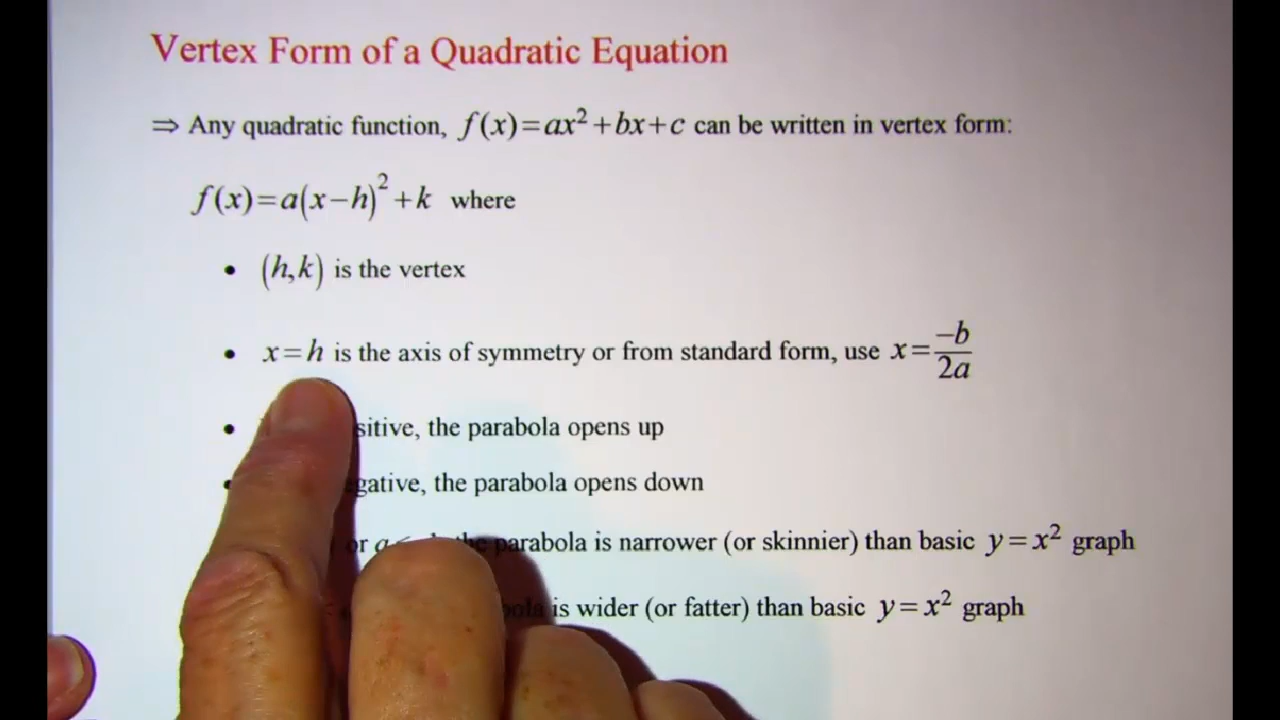 Vertex Form of a Quadratic Equation
⇒ Any quadratic function, f(x)=ax²+bx+c can be written in vertex form:
f(x)=a(x−h)²+k where
• (h,k) is the vertex
• x=h is the axis of symmetry or from standard form, use x=−b/2a
• the parabola opens up
• the parabola opens down
or parabola is narrower (or skinnier) than basic y=x² graph
is wider (or fatter) than basic y=x² graph